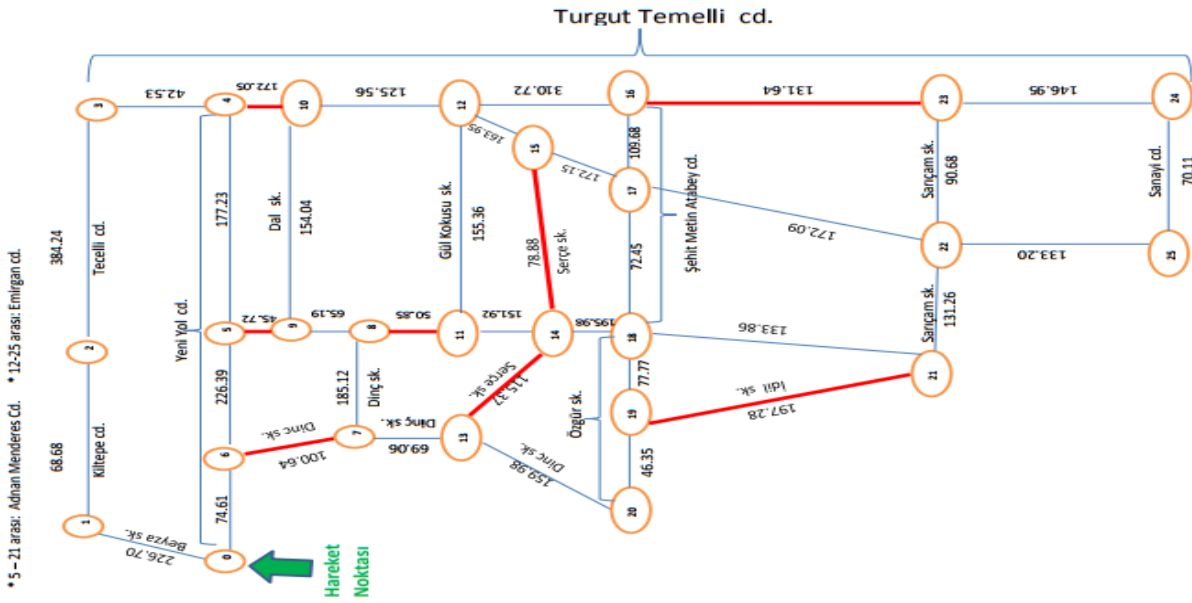 Turgut Temelli cd.
* 5 – 21 arası: Adnan Menderes Cd. * 12-25 arası: Emirgan cd.
68.68
384.24
Kiltepe cd.
Tecelli cd.
1
2
3
Beyza sk.
226.70
42.53
Yeni Yol cd.
0
74.61
6
226.39
5
177.23
4
172.05
Hareket
Noktası
Dinç sk.
100.64
45.72
9
Dal sk.
154.04
10
7
185.12
Dinç sk.
8
65.19
125.56
Dinç sk.
69.06
50.85
13
11
Gül Kokusu sk.
155.36
12
Serçe sk.
115.37
151.92
14
78.88
Serçe sk.
15
163.95
310.72
Dinç sk.
159.98
195.98
172.15
Özgür sk.
20
46.35
19
77.77
18
72.45
17
109.68
16
Şehit Metin Atabey cd.
İdil sk.
197.28
133.86
172.09
131.64
21
Sarıçam sk.
131.26
22
Sarıçam sk.
90.68
23
133.20
146.95
25
Sanayi cd.
70.11
24